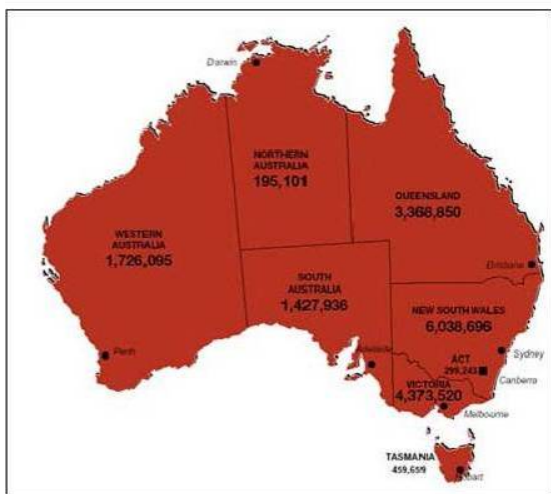 Darwin
NORTHERN
AUSTRALIA
195,101
QUEENSLAND
3,368,850
WESTERN
AUSTRALIA
1,726,095
Brisbane
SOUTH
AUSTRALIA
1,427,936
NEW SOUTH WALES
6,038,696
Perth
Adelaide
Sydney
ACT
299,243
Canberra
VICTORIA
4,373,520
Melbourne
TASMANIA
459,659
Hobart